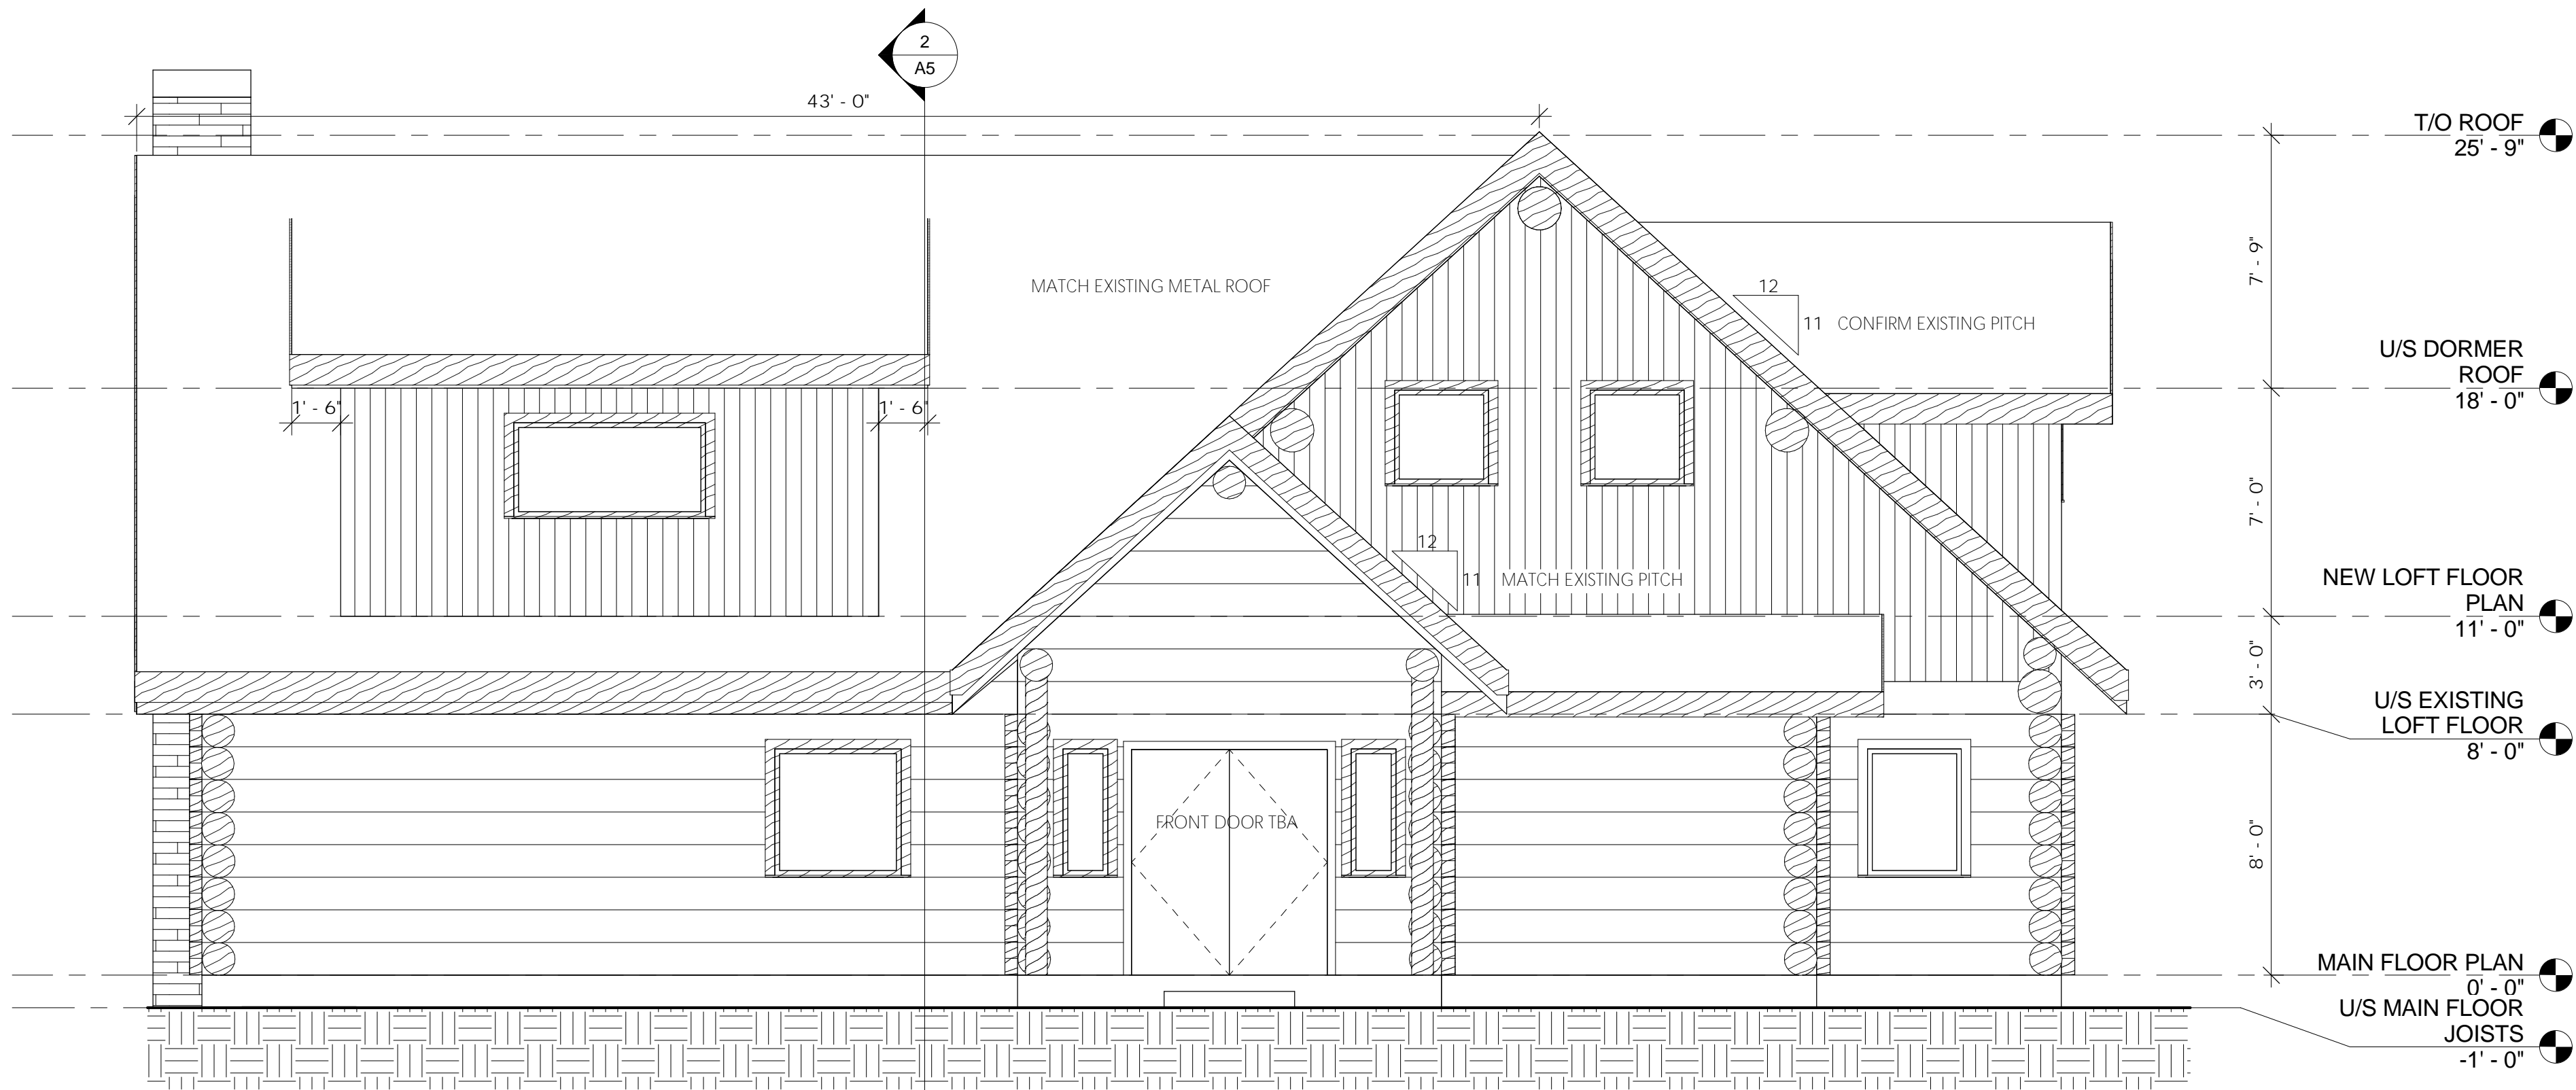 2
A5
43' - 0"
T/O ROOF
25' - 9"
7' - 9"
MATCH EXISTING METAL ROOF
12
11 CONFIRM EXISTING PITCH
U/S DORMER
ROOF
18' - 0"
1' - 6"
1' - 6"
7' - 0"
12
11 MATCH EXISTING PITCH
NEW LOFT FLOOR
PLAN
11' - 0"
3' - 0"
U/S EXISTING
LOFT FLOOR
8' - 0"
FRONT DOOR TBA
8' - 0"
MAIN FLOOR PLAN
0' - 0"
U/S MAIN FLOOR
JOISTS
-1' - 0"